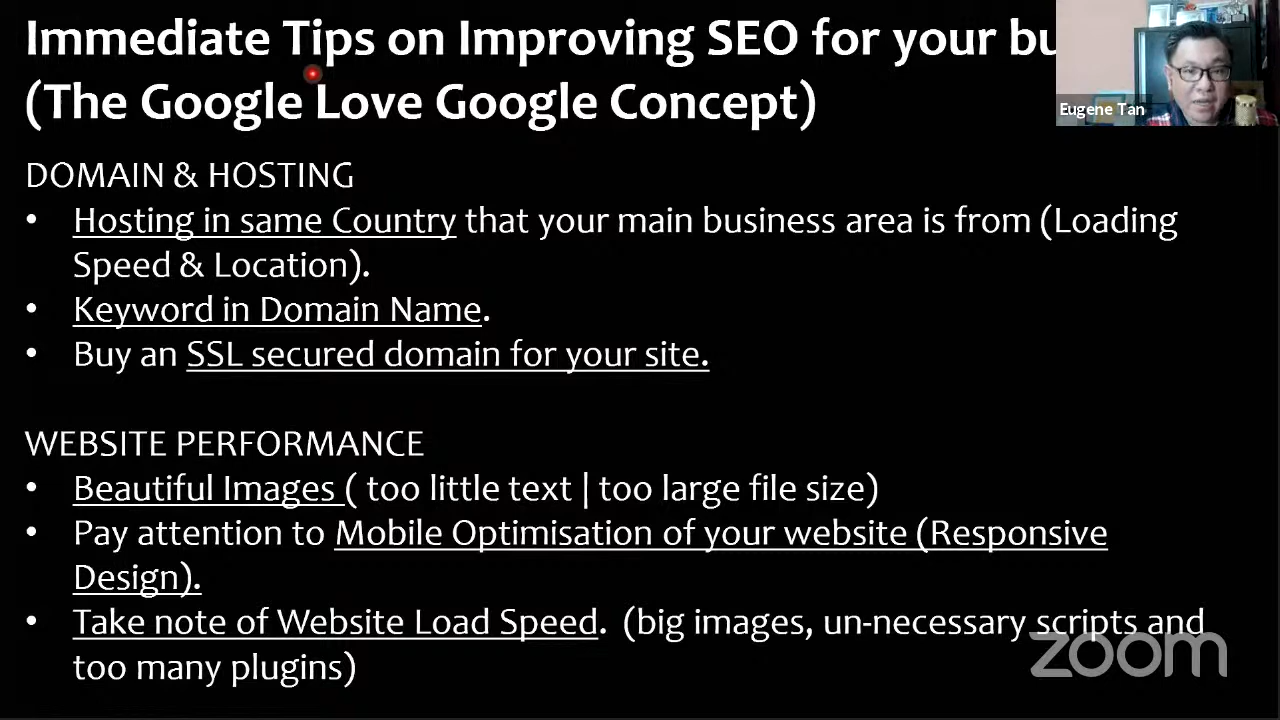 Immediate Tips on Improving SEO for your bu
(The Google Love Google Concept)
Eugene Tan
DOMAIN & HOSTING
• Hosting in same Country that your main business area is from (Loading
Speed & Location).
• Keyword in Domain Name.
• Buy an SSL secured domain for your site.
WEBSITE PERFORMANCE
• Beautiful Images ( too little text | too large file size)
• Pay attention to Mobile Optimisation of your website (Responsive
Design).
• Take note of Website Load Speed. (big images, un-necessary scripts and
too many plugins)
zoom